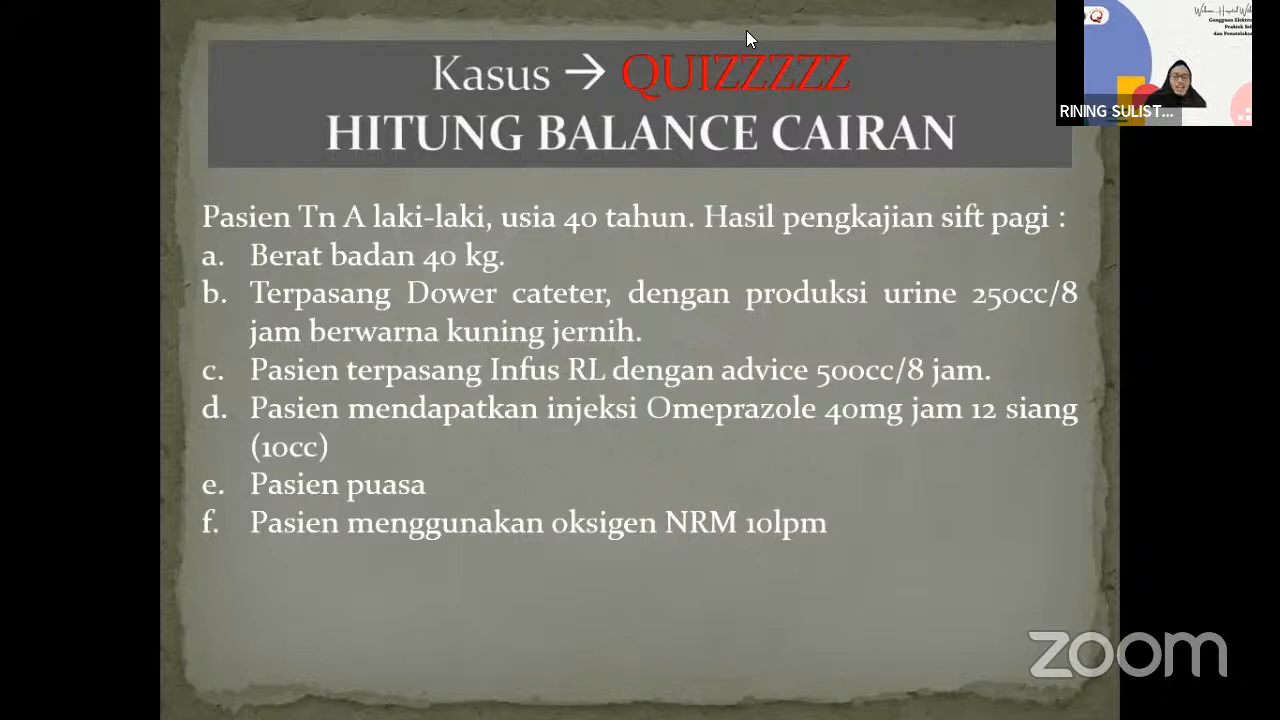 Kasus → QUIZZZZZ
HITUNG BALANCE CAIRAN
RINING SULIST...
Pasien Tn A laki-laki, usia 40 tahun. Hasil pengkajian sift pagi :
a. Berat badan 40 kg.
b. Terpasang Dower cateter, dengan produksi urine 250cc/8
jam berwarna kuning jernih.
c. Pasien terpasang Infus RL dengan advice 500cc/8 jam.
d. Pasien mendapatkan injeksi Omeprazole 40mg jam 12 siang
(10cc)
e. Pasien puasa
f. Pasien menggunakan oksigen NRM 10lpm
zoom